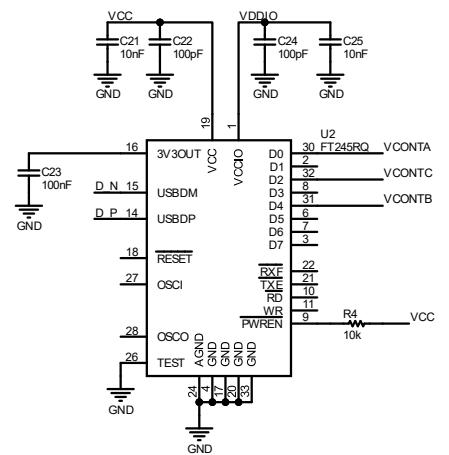 VCC
VDDIO
C21
10nF
C22
100pF
C24
100pF
C25
10nF
GND
GND
GND
GND
19
1
U2
FT245RQ
16
3V3OUT
VCC
VCCIO
D0
30
VCONTA
D1
2
C23
100nF
D2
32
VCONTC
D_N
15
USBDM
D3
8
D4
31
VCONTB
D_P
14
USBDP
D5
6
GND
D6
7
D7
3
18
RESET
RXF
22
27
OSCI
TXE
21
RD
10
WR
11
PWREN
9
R4
10k
VCC
28
OSCO
26
TEST
AGND
GND
GND
GND
GND
24
4
17
20
33
GND
GND